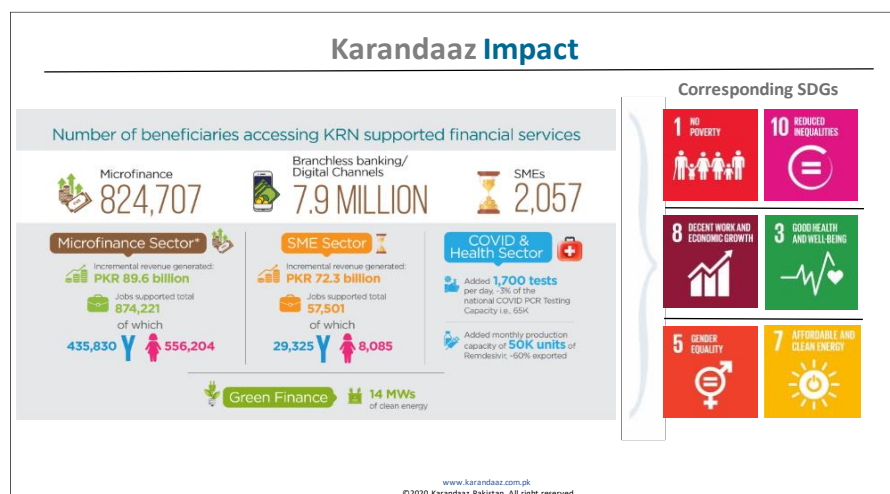 Karandaaz Impact
Corresponding SDGs
Number of beneficiaries accessing KRN supported financial services
Microfinance
824,707
Branchless banking/
Digital Channels
7.9 MILLION
SMEs
2,057
Microfinance Sector*
Incremental revenue generated:
PKR 89.6 billion
Jobs supported total
874,221
of which
435,830
556,204
SME Sector
Incremental revenue generated:
PKR 72.3 billion
Jobs supported total
57,501
of which
29,325
8,085
COVID &
Health Sector
Added 1,700 tests
per day, ~3% of the
national COVID PCR Testing
Capacity i.e., 65K
Added monthly production
capacity of 50K units of
Remdesivir. ~60% exported
Green Finance
14 MWs
of clean energy
1 NO
POVERTY
10 REDUCED
INEQUALITIES
8 DECENT WORK AND
ECONOMIC GROWTH
3 GOOD HEALTH
AND WELL-BEING
5 GENDER
EQUALITY
7 AFFORDABLE AND
CLEAN ENERGY
www.karandaaz.com.pk
©2020 Karandaaz Pakistan. All right reserved